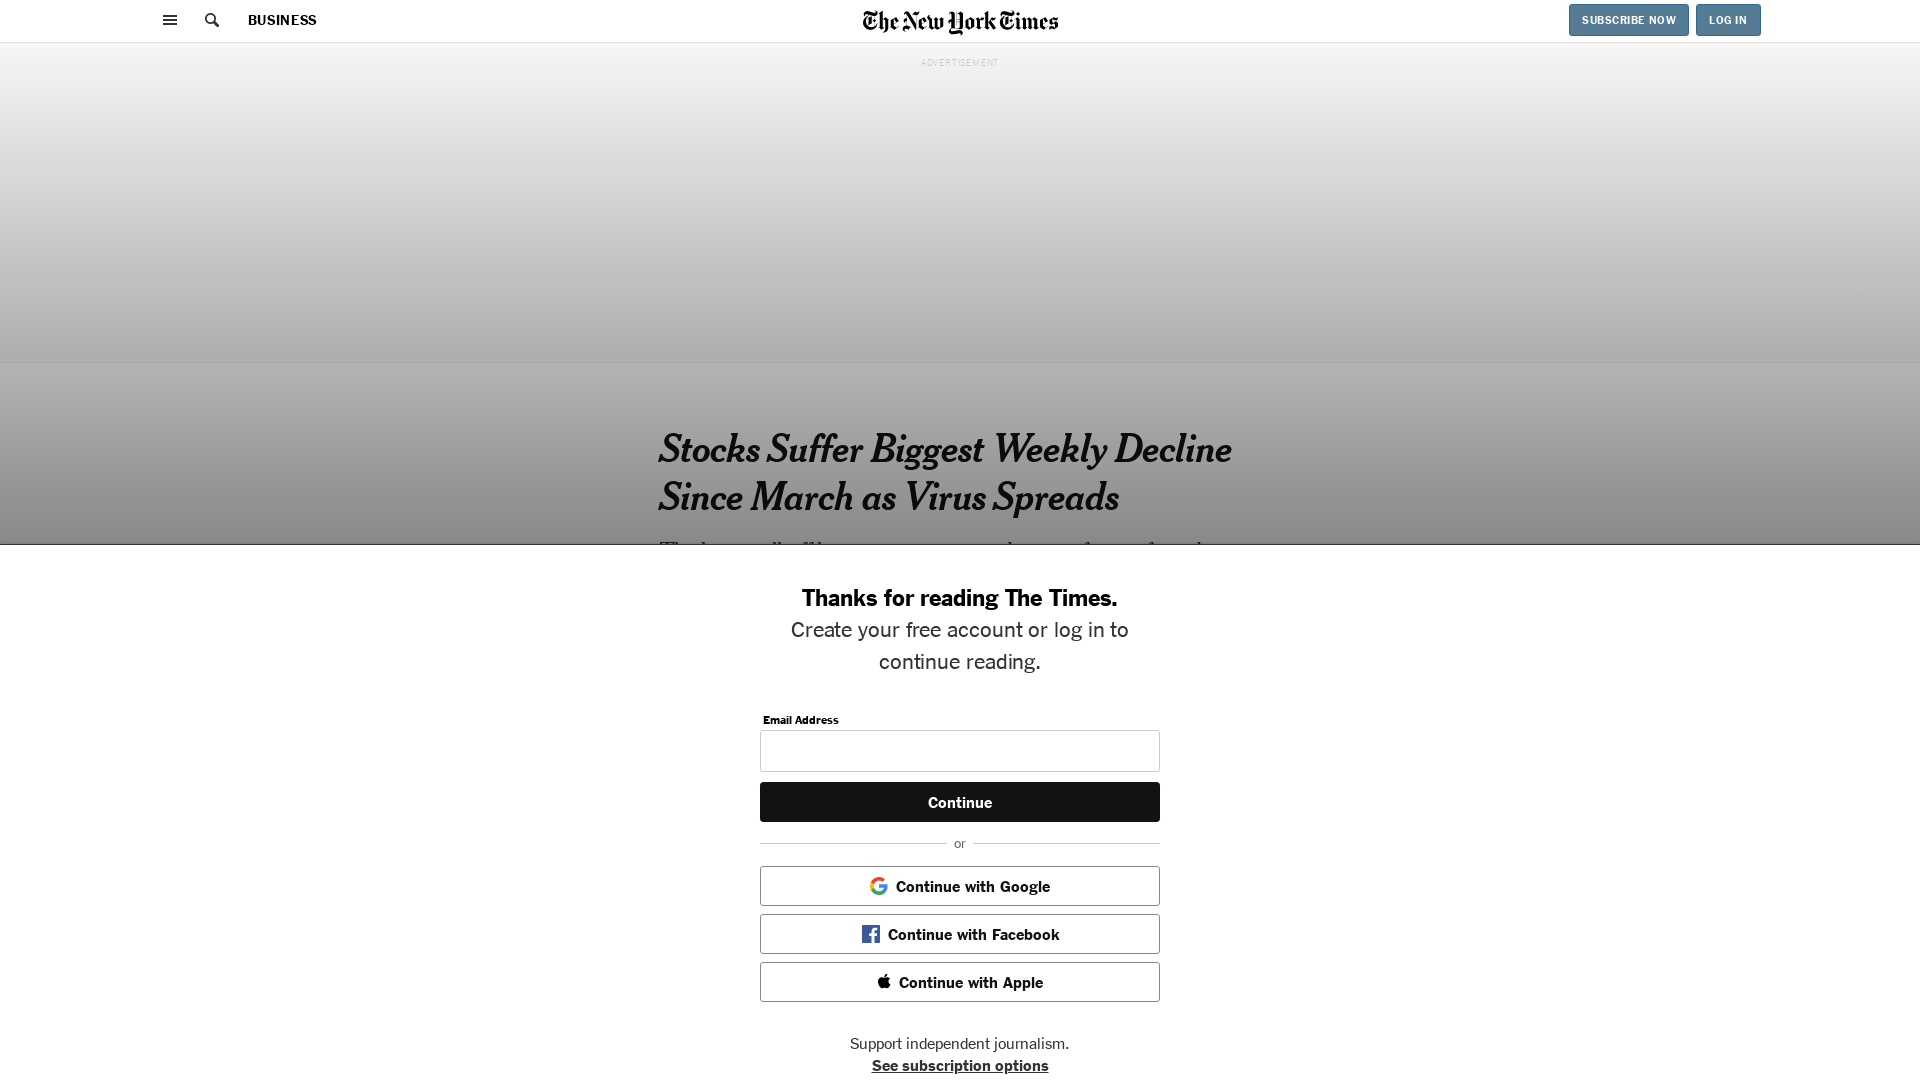 BUSINESS
The New York Times
SUBSCRIBE NOW
LOG IN
ADVERTISEMENT
Stocks Suffer Biggest Weekly Decline
Since March as Virus Spreads
Thanks for reading The Times.
Create your free account or log in to
continue reading.
Email Address
Continue
or
Continue with Google
Continue with Facebook
Continue with Apple
Support independent journalism.
See subscription options